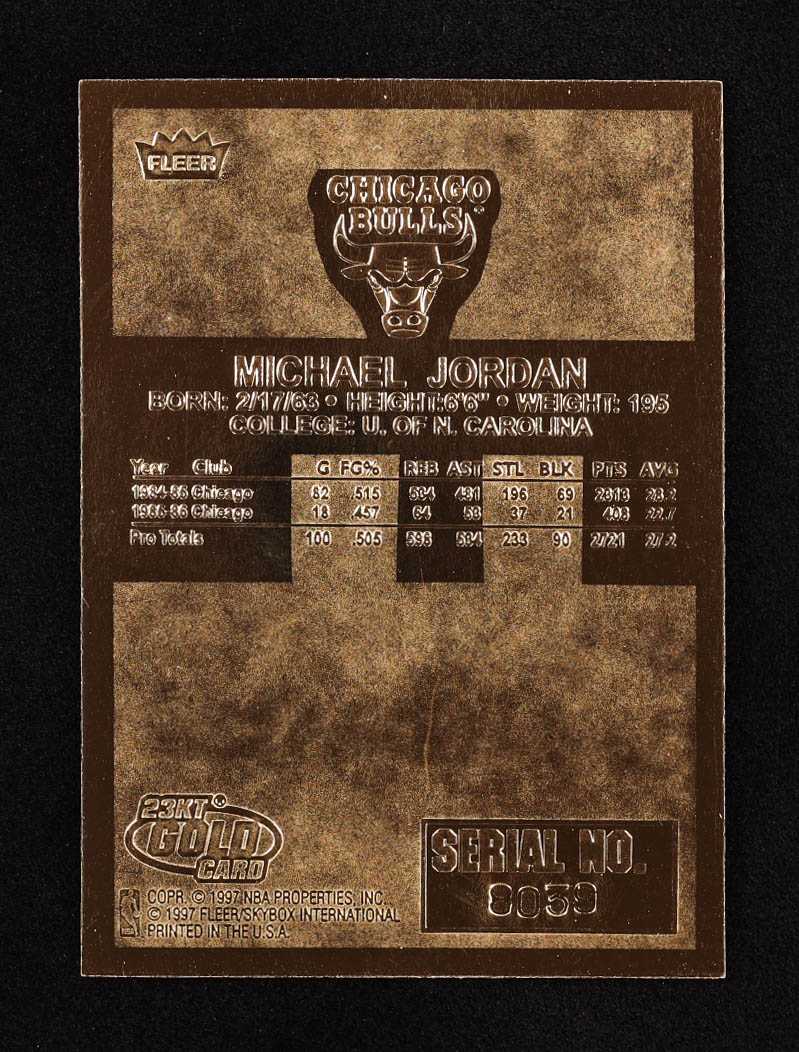 FLEER
CHICAGO
BULLS
MICHAEL JORDAN
BORN: 2/17/63 • HEIGHT:6'6" • WEIGHT: 195
COLLEGE: U. OF N. CAROLINA
Year Club G FG% REB AST STL BLK PTS AVG
1984-85 Chicago 82 .515 534 481 196 69 2313 28.2
1985-86 Chicago 18 .457 64 53 37 21 408 22.7
Pro Totals 100 .505 598 534 233 90 2721 27.2
23KT
GOLD
CARD
SERIAL NO.
COPR. © 1997 NBA PROPERTIES, INC.
© 1997 FLEER/SKYBOX INTERNATIONAL
PRINTED IN THE U.S.A.